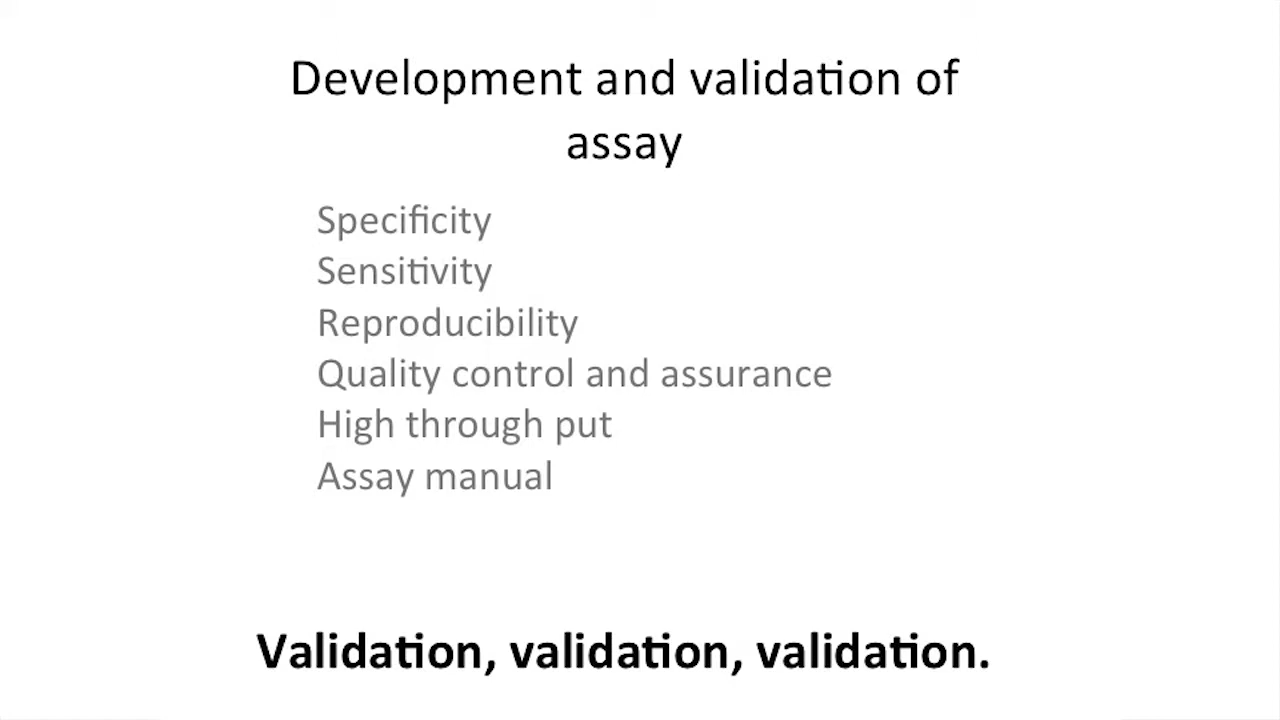 Development and validation of
assay
Specificity
Sensitivity
Reproducibility
Quality control and assurance
High through put
Assay manual
Validation, validation, validation.